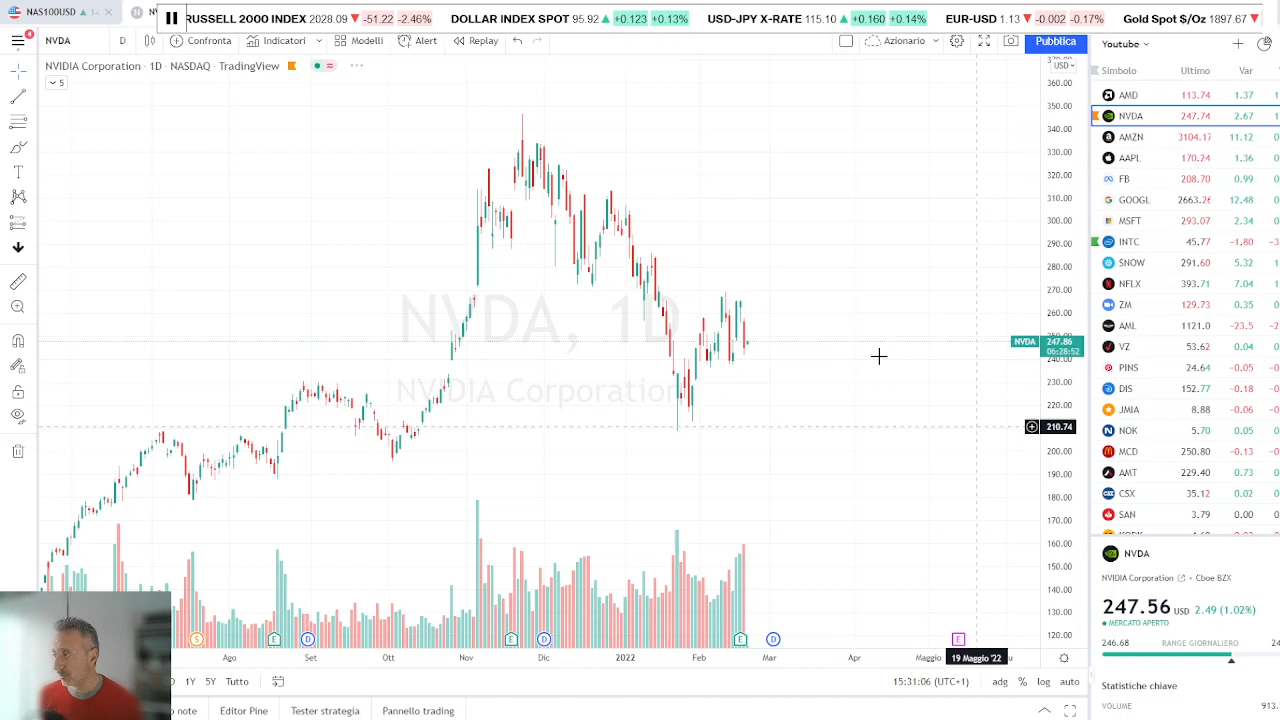 NAS100USD ▲ 14
RUSSELL 2000 INDEX 2028.09 ▼ -51.22 -2.46% DOLLAR INDEX SPOT 95.92 ▲ +0.123 +0.13% USD-JPY X-RATE 115.10 ▲ +0.160 +0.14% EUR-USD 1.13 ▼ -0.002 -0.17% Gold Spot $/Oz 1897.67 ▼
4
NVDA D Confronta Indicatori Modelli Alert Replay Azionario Pubblica Youtube
NVIDIA Corporation · 1D · NASDAQ · TradingView
5
USD
Simbolo Ultimo Var
AMD 113.74 1.37
NVDA 247.74 2.67
AMZN 3104.17 11.12
AAPL 170.24 1.36
FB 208.70 0.99
GOOGL 2663.26 12.48
MSFT 293.07 2.34
INTC 45.77 -1.80
SNOW 291.60 5.32
NFLX 393.71 7.04
ZM 129.73 0.35
AML 1121.0 -23.5
VZ 53.62 0.04
PINS 24.64 -0.05
DIS 152.77 -0.18
JMIA 8.88 -0.06
NOK 5.70 0.05
MCD 250.80 -0.13
AMT 229.40 0.73
CSX 35.12 0.02
SAN 3.79 0.00
360.00
350.00
340.00
330.00
320.00
310.00
300.00
290.00
280.00
270.00
260.00
NVDA 247.86
06:28:52
240.00
230.00
220.00
210.74
200.00
190.00
180.00
170.00
160.00
150.00
140.00
130.00
120.00
NVDA, 1D
NVIDIA Corporation
S E D E D E D E
Ago Set Ott Nov Dic 2022 Feb Mar Apr Maggio 19 Maggio '22
1Y 5Y Tutto 15:31:06 (UTC+1) adg % log auto
no note Editor Pine Tester strategia Pannello trading
NVDA
NVIDIA Corporation • Cboe BZX
247.56 USD 2.49 (1.02%)
MERCATO APERTO
246.68 RANGE GIORNALIERO
Statistiche chiave
VOLUME 913.